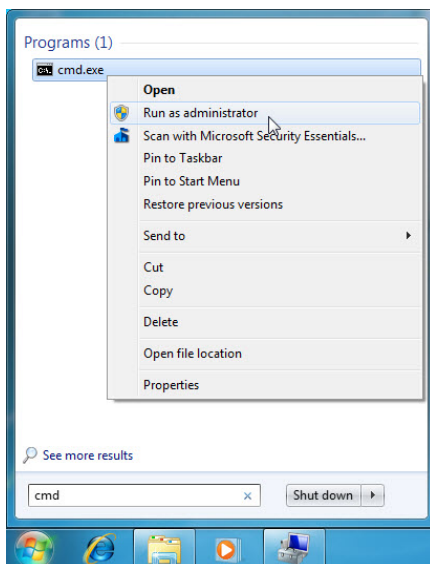 Programs (1)
cmd.exe
Open
Run as administrator
Scan with Microsoft Security Essentials...
Pin to Taskbar
Pin to Start Menu
Restore previous versions
Send to
Cut
Copy
Delete
Open file location
Properties
See more results
cmd
Shut down